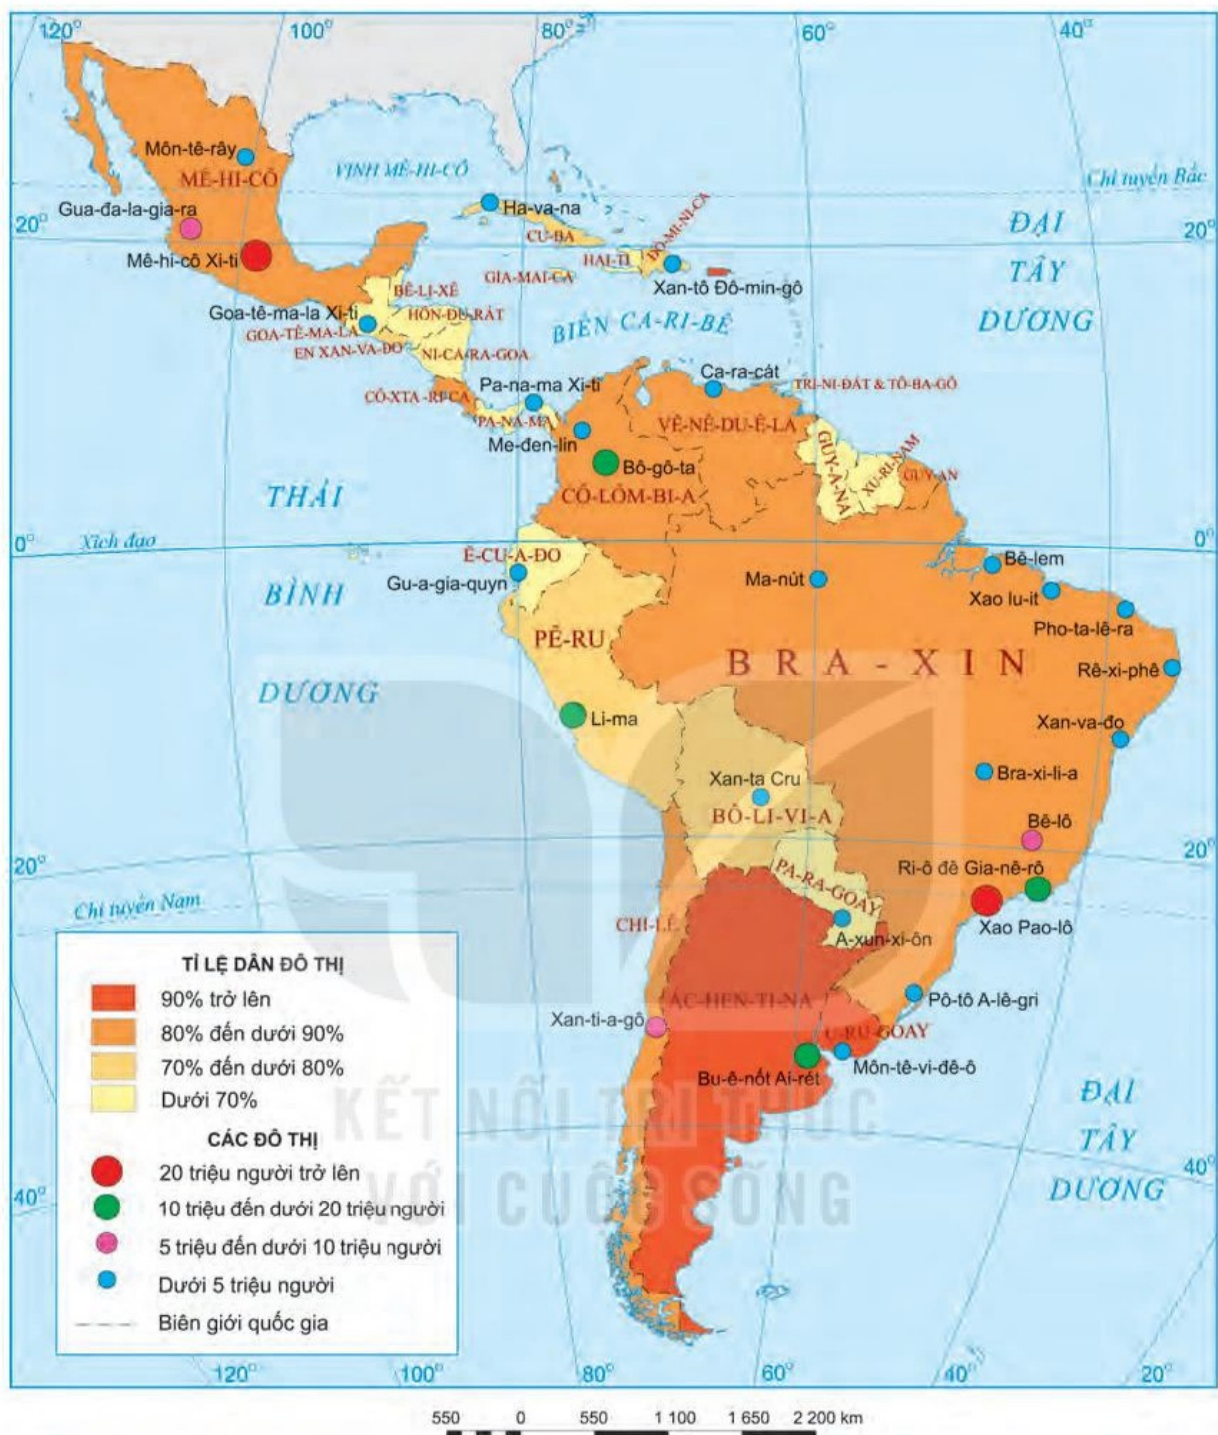 120°
100°
80°
60°
40°
Môn-tê-rây
MÊ-HI-CÔ
VỊNH MÊ-HI-CÔ
Chí tuyến Bắc
Gua-đa-la-gia-ra
Ha-va-na
20°
CU-BA
ĐÔ-MI-NI-CA
ĐẠI
20°
Mê-hi-cô Xi-ti
HAI-TI
GIA-MAI-CA
TÂY
BÊ-LI-XÊ
Xan-tô Đô-min-gô
Goa-tê-ma-la Xi-ti
HÔN-ĐU-RÁT
BIỂN CA-RI-BÊ
DƯƠNG
GOA-TÊ-MA-LA
EN XAN-VA-ĐO
NI-CA-RA-GOA
Ca-ra-cát
CÔ-XTA -RI-CA
Pa-na-ma Xi-ti
TRI-NI-ĐÁT & TÔ-BA-GÔ
PA-NA-MA
Me-đen-lin
VÊ-NÊ-DU-Ê-LA
GUY-A-NA
XU-RI-NAM
GUY-AN
Bô-gô-ta
THÁI
CÔ-LÔM-BI-A
0°
Xích đạo
0°
Ê-CU-A-ĐO
Bê-lem
Gu-a-gia-quyn
Ma-nút
BÌNH
Xao lu-it
Pho-ta-lê-ra
PÊ-RU
BRA-XIN
Rê-xi-phê
DƯƠNG
Li-ma
Xan-va-đo
Xan-ta Cru
Bra-xi-li-a
BÔ-LI-VI-A
Bê-lô
20°
20°
PA-RA-GOAY
Ri-ô đê Gia-nê-rô
Chí tuyến Nam
CHI-LÊ
A-xun-xi-ôn
Xao Pao-lô
TỈ LỆ DÂN ĐÔ THỊ
90% trở lên
AC-HEN-TI-NA
Pô-tô A-lê-gri
Xan-ti-a-gô
80% đến dưới 90%
U-RU-GOAY
70% đến dưới 80%
Bu-ê-nốt Ai-rét
Môn-tê-vi-đê-ô
Dưới 70%
KẾT NỐI TRI THỨC
ĐẠI
CÁC ĐÔ THỊ
TÂY
20 triệu người trở lên
VỚI CUỘC SỐNG
40°
DƯƠNG
40°
10 triệu đến dưới 20 triệu người
5 triệu đến dưới 10 triệu người
Dưới 5 triệu người
Biên giới quốc gia
120°
100°
80°
60°
40°
20°
550 0 550 1 100 1 650 2 200 km